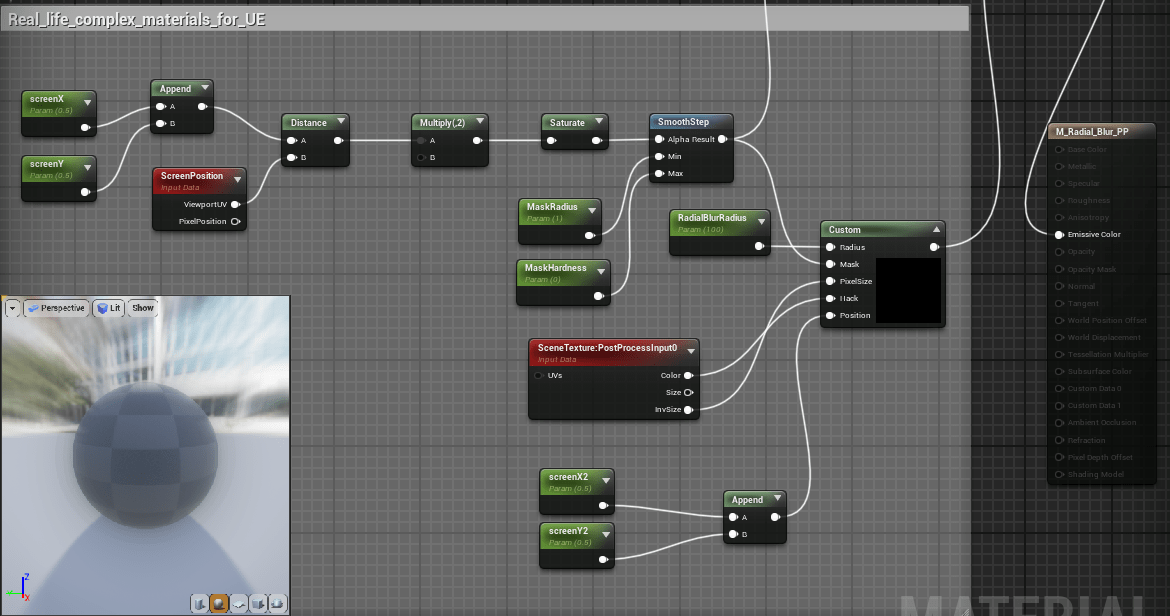 Real_life_complex_materials_for_UE
screenX
Param (0.5)
Append
A
B
screenY
Param (0.5)
ScreenPosition
Input Data
ViewportUV
PixelPosition
Distance
A
B
Multiply(,2)
A
B
Saturate
SmoothStep
Alpha Result
Min
Max
MaskRadius
Param (1)
MaskHardness
Param (0)
RadialBlurRadius
Param (100)
Custom
Radius
Mask
PixelSize
Hack
Position
SceneTexture:PostProcessInput0
Input Data
UVs
Color
Size
InvSize
screenX2
Param (0.5)
screenY2
Param (0.5)
Append
A
B
M_Radial_Blur_PP
Base Color
Metallic
Specular
Roughness
Anisotropy
Emissive Color
Opacity
Opacity Mask
Normal
Tangent
World Position Offset
World Displacement
Tessellation Multiplier
Subsurface Color
Custom Data 0
Custom Data 1
Ambient Occlusion
Refraction
Pixel Depth Offset
Shading Model
Perspective
Lit
Show
Z
X
MATERIAL